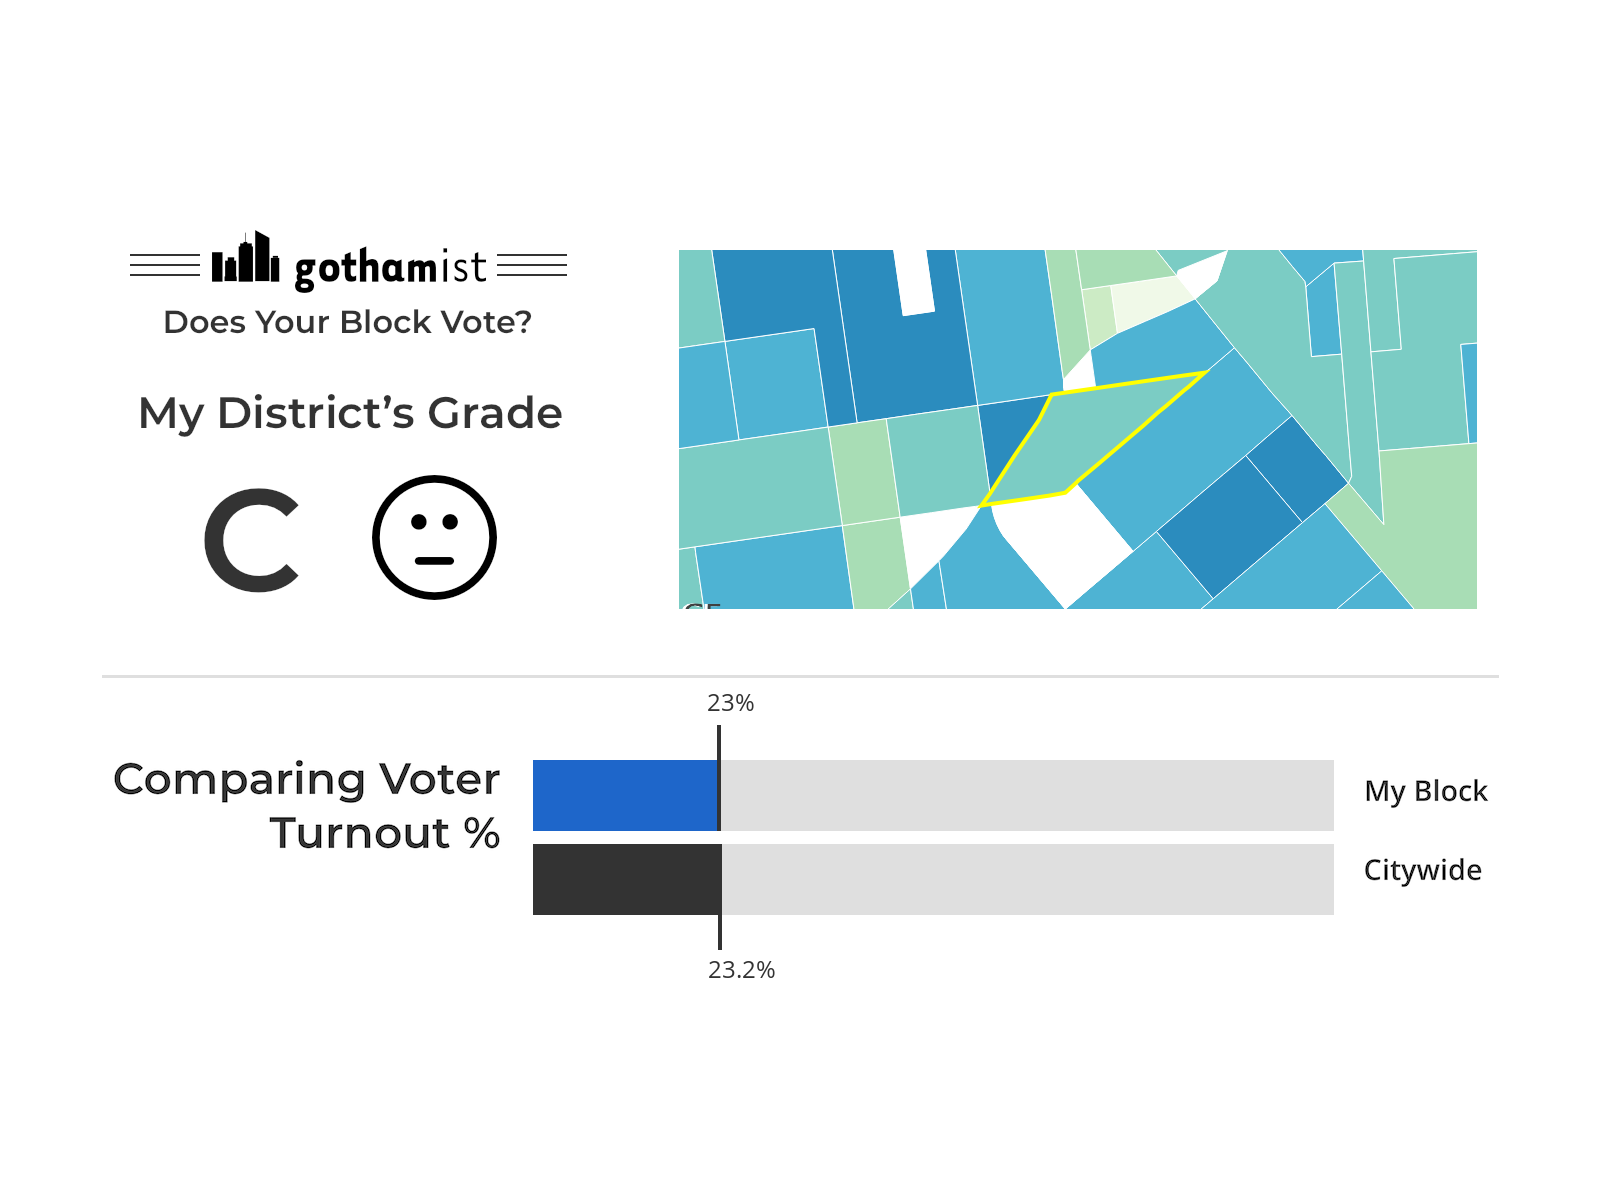 gothamist
Does Your Block Vote?
My District's Grade
C
23%
Comparing Voter
Turnout %
My Block
Citywide
23.2%